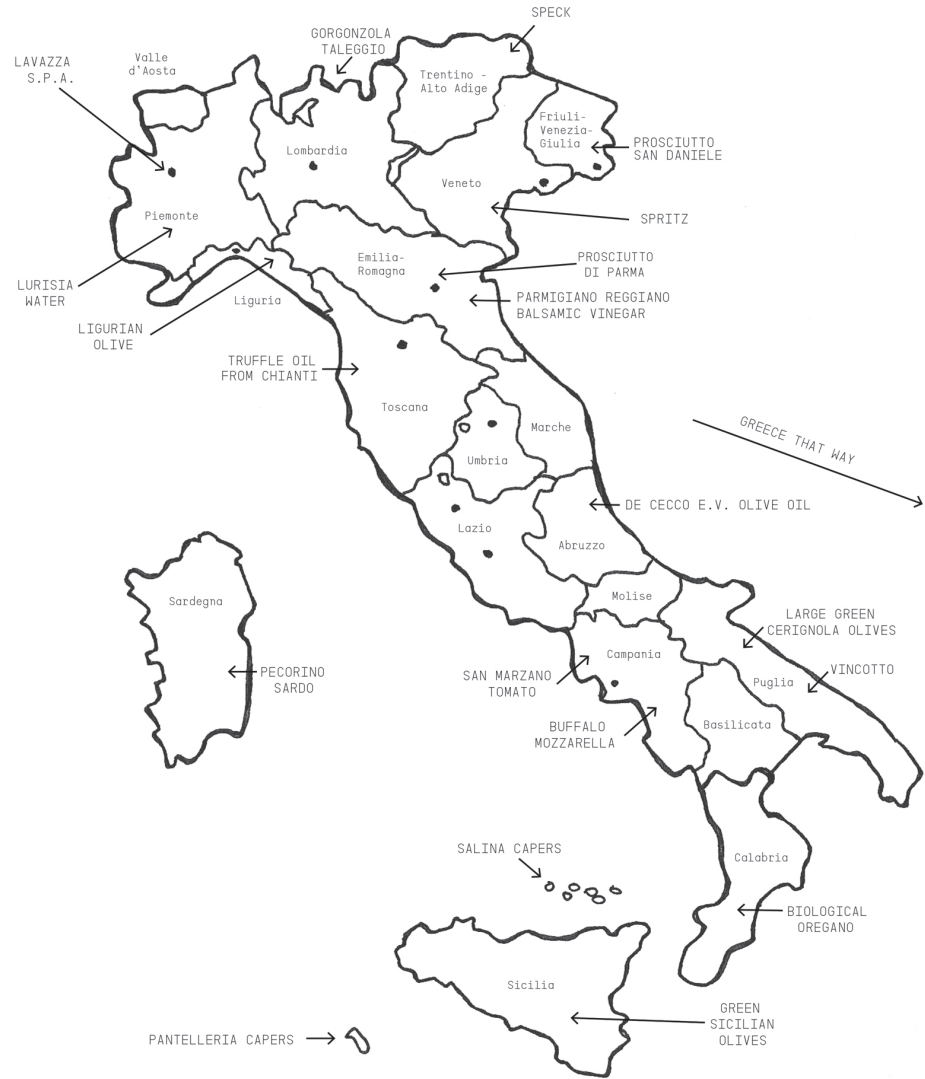 SPECK
GORGONZOLA
TALEGGIO
LAVAZZA
S.P.A.
Valle
d'Aosta
Trentino -
Alto Adige
Friuli-
Venezia-
Giulia
PROSCIUTTO
SAN DANIELE
Lombardia
Veneto
Piemonte
SPRITZ
Emilia-
Romagna
PROSCIUTTO
DI PARMA
LURISIA
WATER
Liguria
PARMIGIANO REGGIANO
BALSAMIC VINEGAR
LIGURIAN
OLIVE
TRUFFLE OIL
FROM CHIANTI
Toscana
Marche
GREECE THAT WAY
Umbria
DE CECCO E.V. OLIVE OIL
Lazio
Abruzzo
Sardegna
Molise
LARGE GREEN
CERIGNOLA OLIVES
Campania
PECORINO
SARDO
SAN MARZANO
TOMATO
Puglia
VINCOTTO
BUFFALO
MOZZARELLA
Basilicata
SALINA CAPERS
Calabria
BIOLOGICAL
OREGANO
Sicilia
GREEN
SICILIAN
OLIVES
PANTELLERIA CAPERS